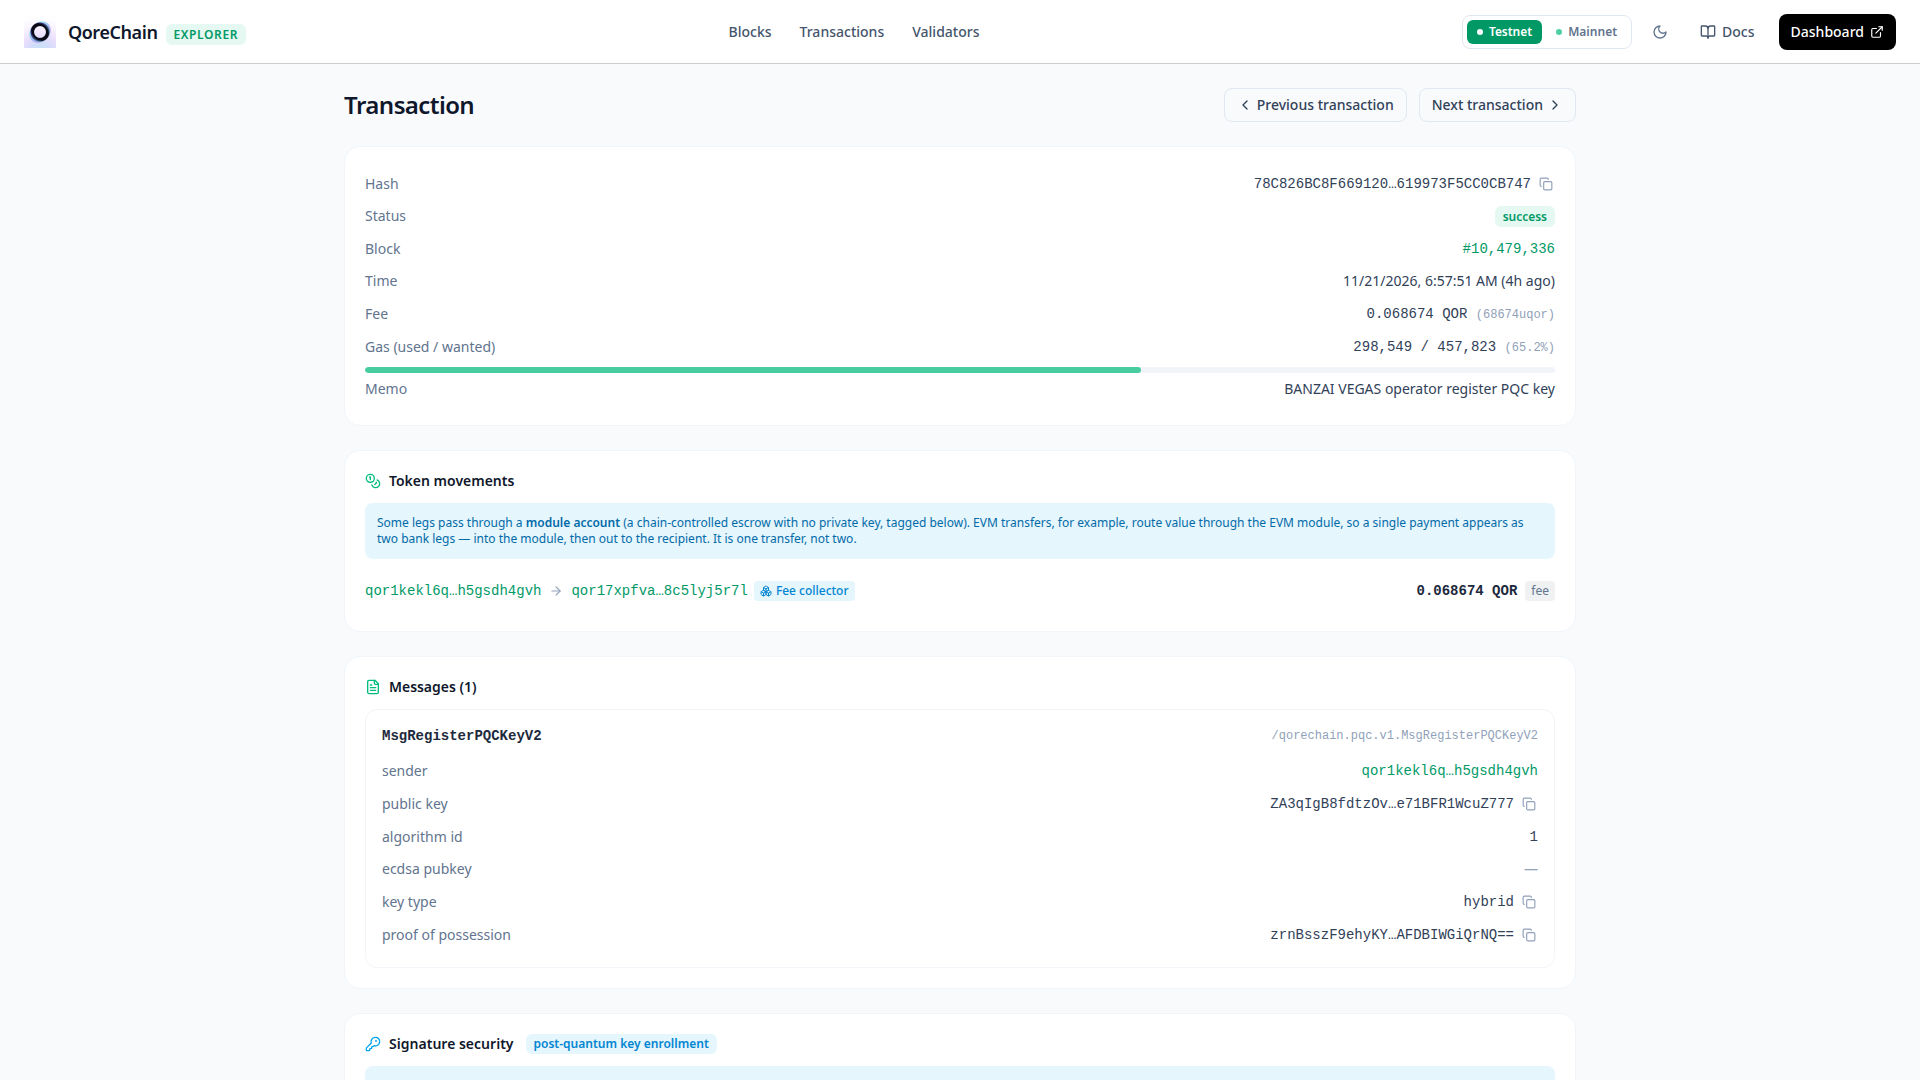 QoreChain EXPLORER
Blocks Transactions Validators
Testnet Mainnet Docs Dashboard
Transaction
Previous transaction Next transaction
Hash 78C826BC8F669120…619973F5CC0CB747
Status success
Block #10,479,336
Time 11/21/2026, 6:57:51 AM (4h ago)
Fee 0.068674 QOR (68674uqor)
Gas (used / wanted) 298,549 / 457,823 (65.2%)
Memo BANZAI VEGAS operator register PQC key
Token movements
Some legs pass through a module account (a chain-controlled escrow with no private key, tagged below). EVM transfers, for example, route value through the EVM module, so a single payment appears as
two bank legs — into the module, then out to the recipient. It is one transfer, not two.
qor1kekl6q…h5gsdh4gvh → qor17xpfva…8c5lyj5r7l Fee collector 0.068674 QOR fee
Messages (1)
MsgRegisterPQCKeyV2 /qorechain.pqc.v1.MsgRegisterPQCKeyV2
sender qor1kekl6q…h5gsdh4gvh
public key ZA3qIgB8fdtzOv…e71BFR1WcuZ777
algorithm id 1
ecdsa pubkey —
key type hybrid
proof of possession zrnBsszF9ehyKY…AFDBIWGiQrNQ==
Signature security post-quantum key enrollment